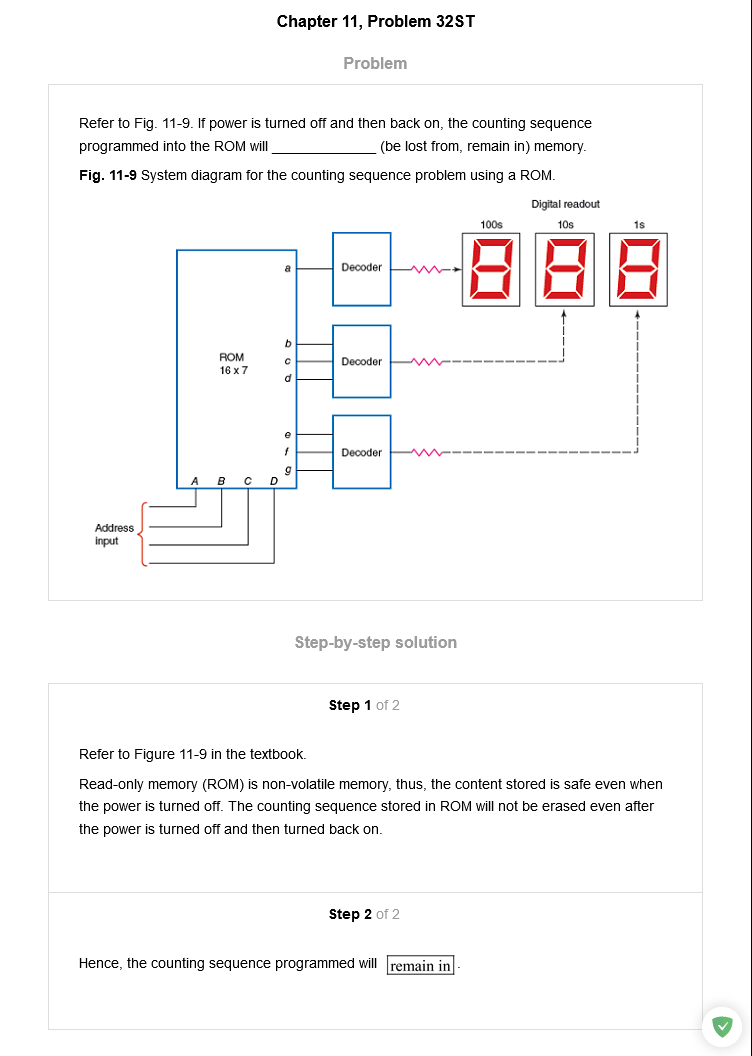 Chapter 11, Problem 32ST
Problem
Refer to Fig. 11-9. If power is turned off and then back on, the counting sequence
programmed into the ROM will _____________ (be lost from, remain in) memory.
Fig. 11-9 System diagram for the counting sequence problem using a ROM.
Digital readout
100s 10s 1s
a Decoder
8 8 8
b
ROM c Decoder
16 x 7
d
e
f Decoder
g
A B C D
Address
input
Step-by-step solution
Step 1 of 2
Refer to Figure 11-9 in the textbook.
Read-only memory (ROM) is non-volatile memory, thus, the content stored is safe even when
the power is turned off. The counting sequence stored in ROM will not be erased even after
the power is turned off and then turned back on.
Step 2 of 2
Hence, the counting sequence programmed will remain in.